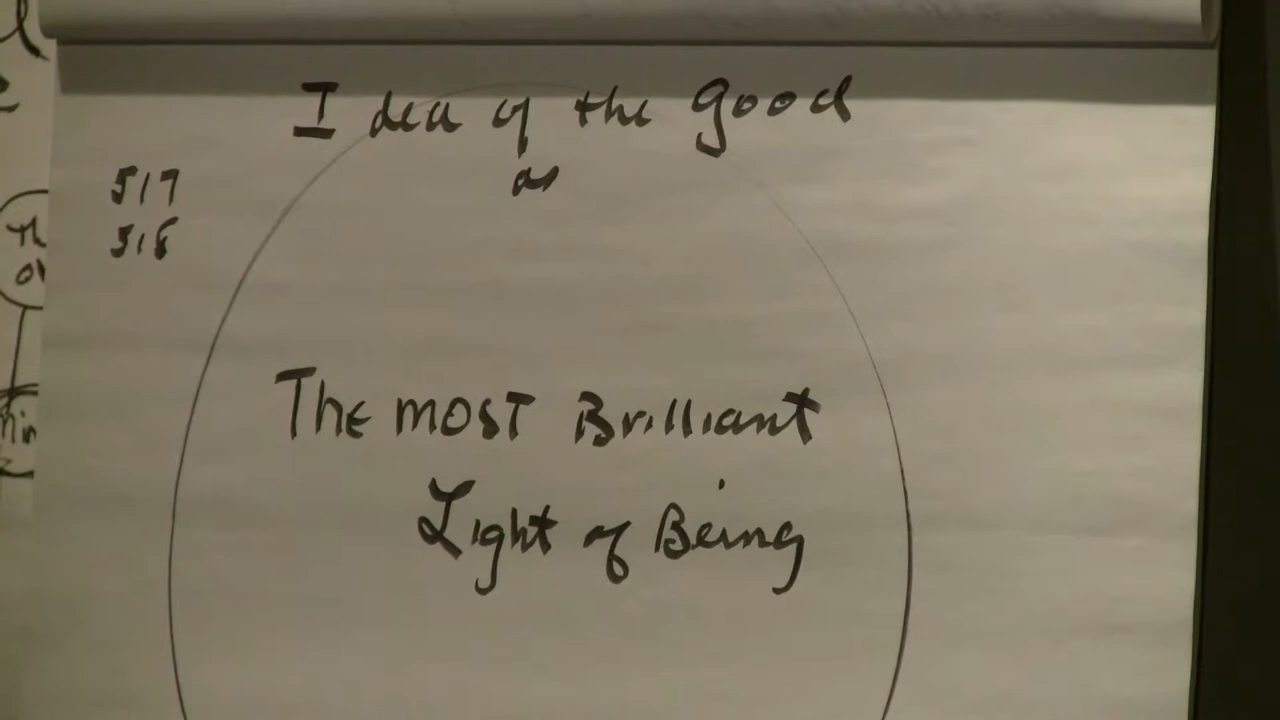 Idea of the Good
as
517
518
The most Brilliant
Light of Being